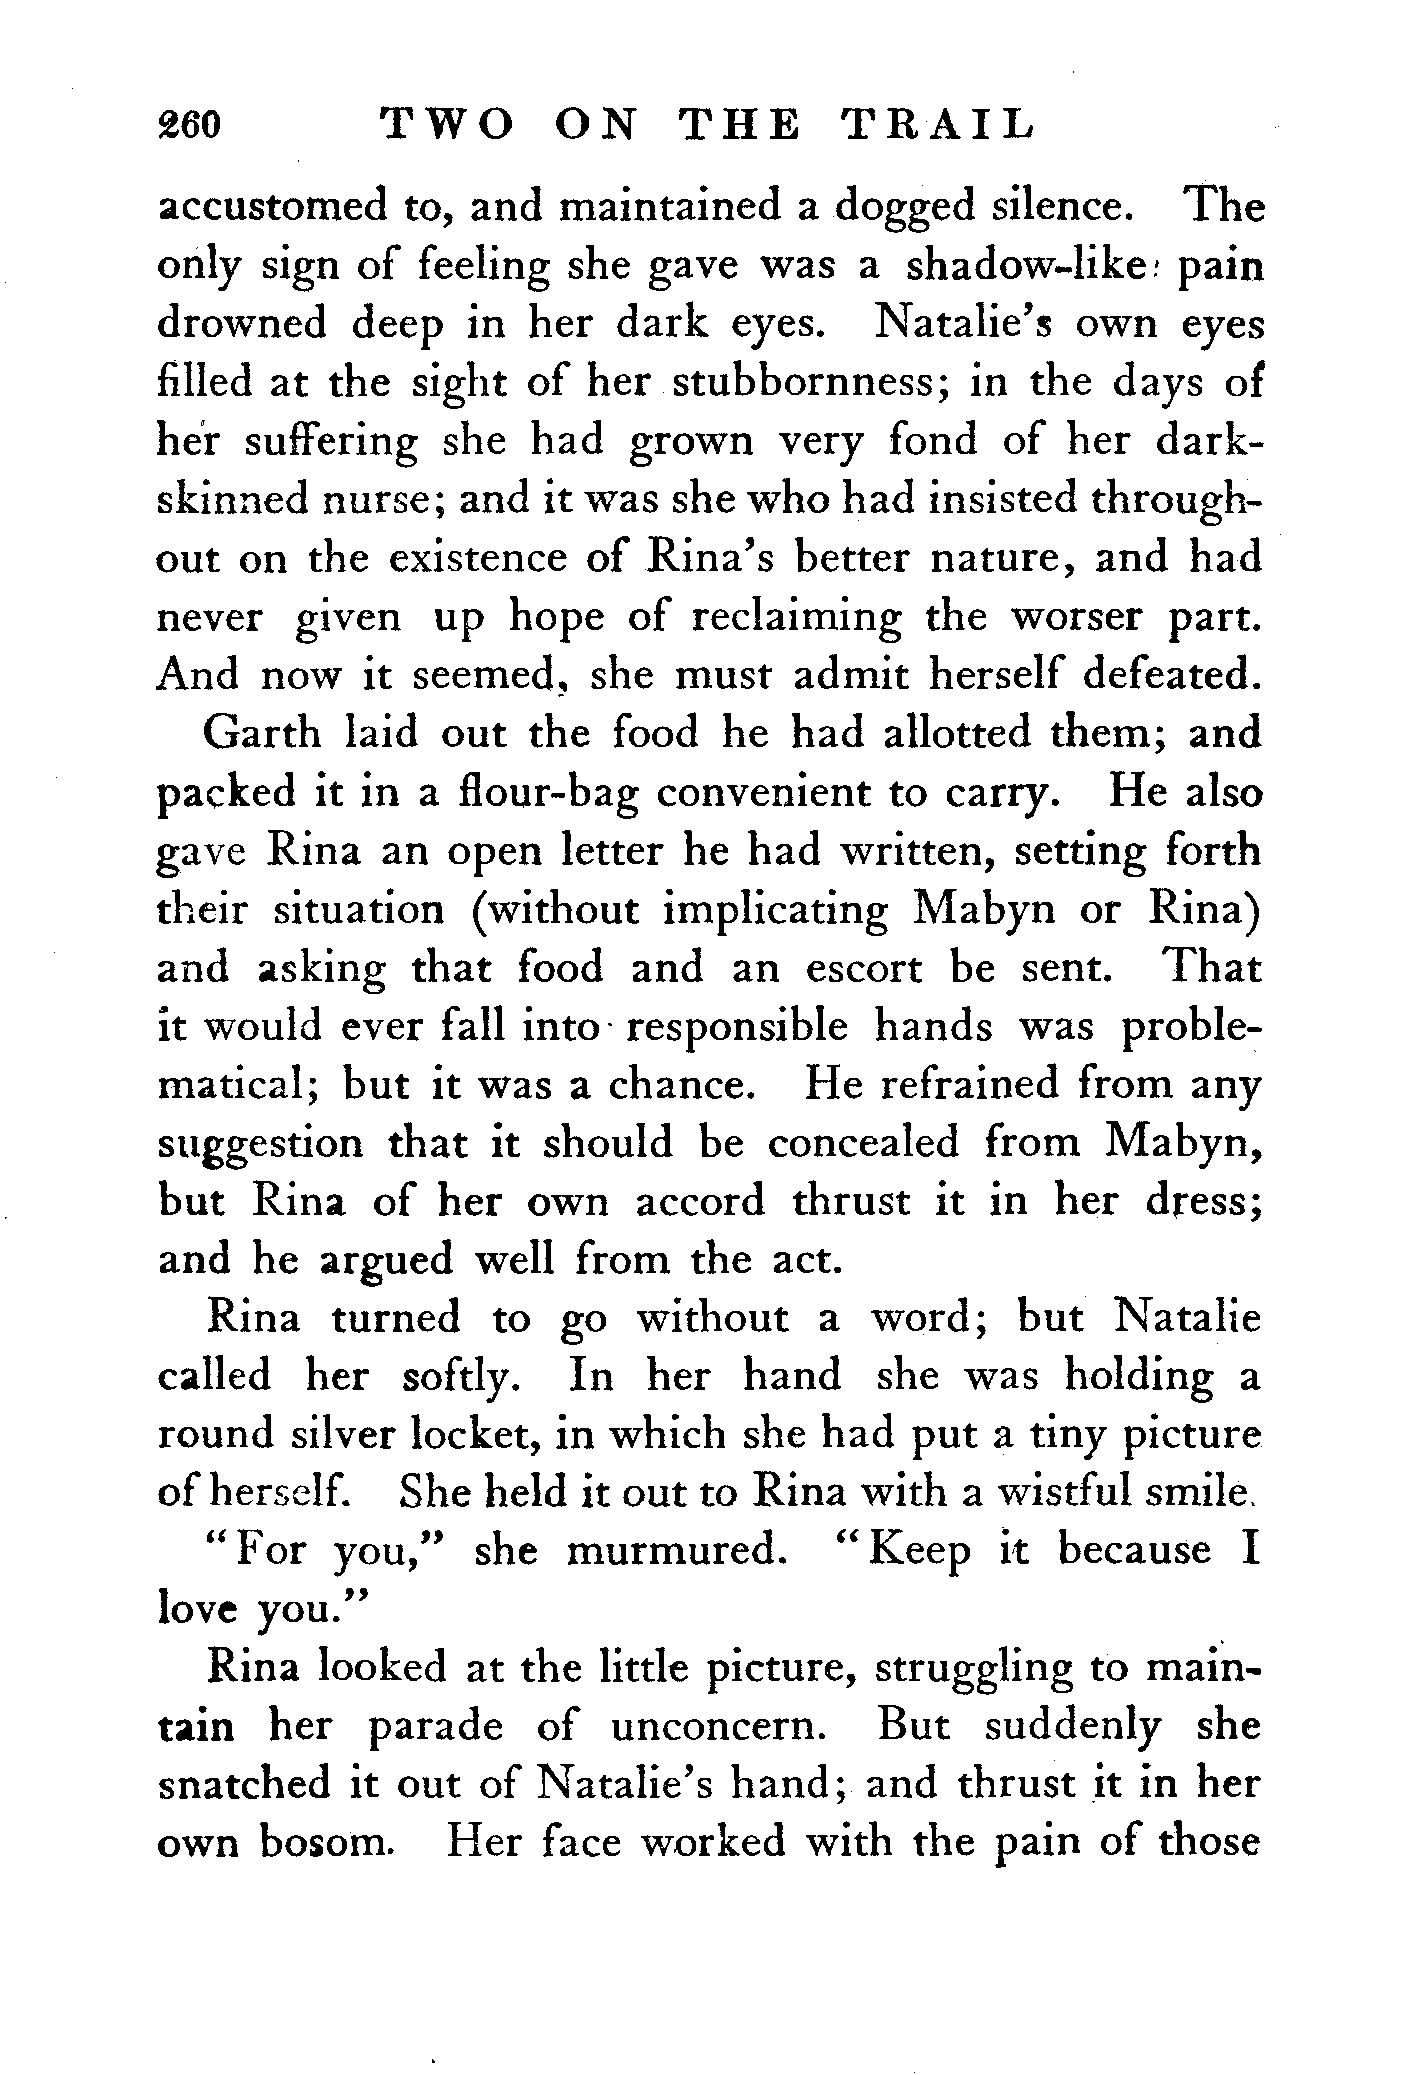 260 TWO ON THE TRAIL
accustomed to, and maintained a dogged silence. The
only sign of feeling she gave was a shadow-like pain
drowned deep in her dark eyes. Natalie's own eyes
filled at the sight of her stubbornness; in the days of
her suffering she had grown very fond of her dark-
skinned nurse; and it was she who had insisted through-
out on the existence of Rina's better nature, and had
never given up hope of reclaiming the worser part.
And now it seemed, she must admit herself defeated.
Garth laid out the food he had allotted them; and
packed it in a flour-bag convenient to carry. He also
gave Rina an open letter he had written, setting forth
their situation (without implicating Mabyn or Rina)
and asking that food and an escort be sent. That
it would ever fall into responsible hands was proble-
matical; but it was a chance. He refrained from any
suggestion that it should be concealed from Mabyn,
but Rina of her own accord thrust it in her dress;
and he argued well from the act.
Rina turned to go without a word; but Natalie
called her softly. In her hand she was holding a
round silver locket, in which she had put a tiny picture
of herself. She held it out to Rina with a wistful smile.
"For you," she murmured. "Keep it because I
love you."
Rina looked at the little picture, struggling to main-
tain her parade of unconcern. But suddenly she
snatched it out of Natalie's hand; and thrust it in her
own bosom. Her face worked with the pain of those